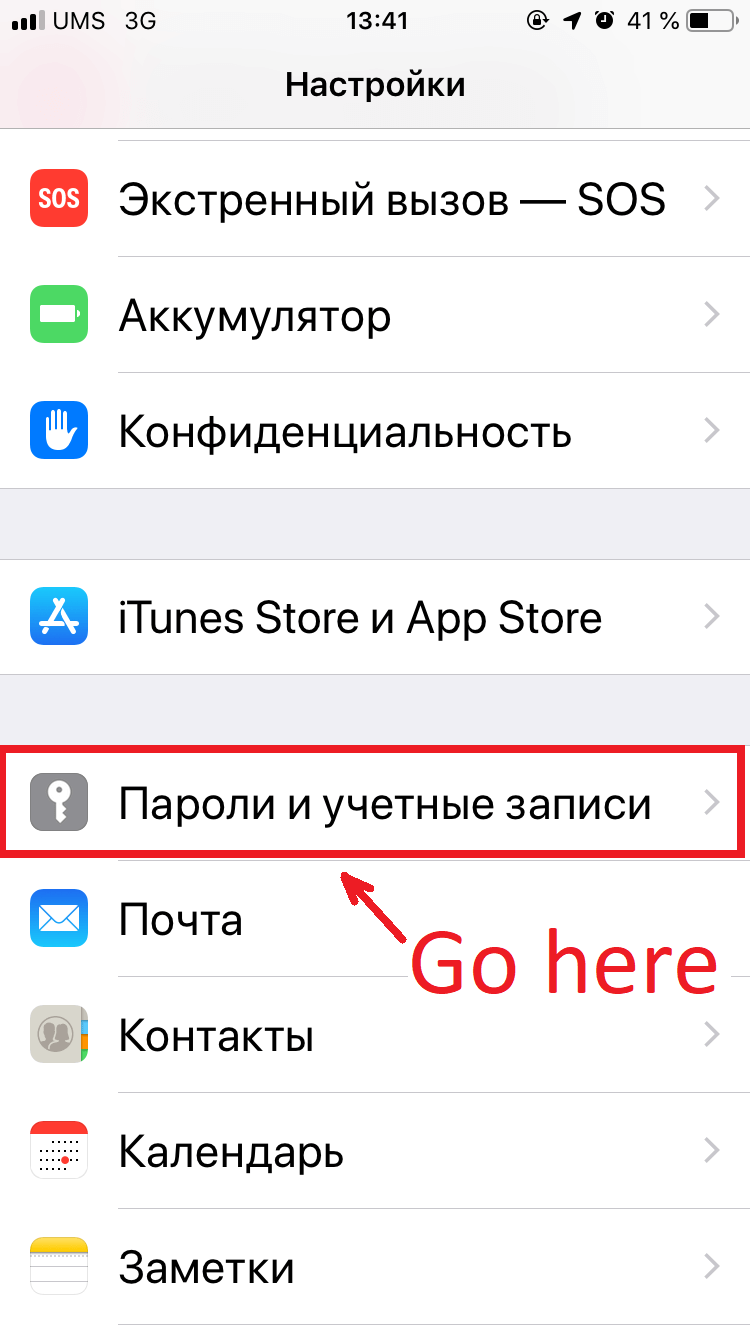 UMS 3G 13:41 41 %
Настройки
SOS Экстренный вызов — SOS
Аккумулятор
Конфиденциальность
iTunes Store и App Store
Пароли и учетные записи
Почта
Go here
Контакты
Календарь
Заметки